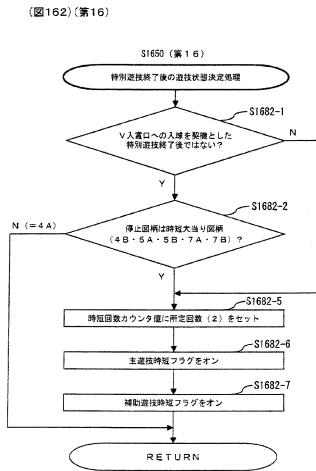 (図162)(第16)
S1650(第16)
特別遊技終了後の遊技状態決定処理
S1682-1
V入賞口への入球を契機とした
特別遊技終了後ではない?
N
Y
S1682-2
N(=4A)
停止図柄は時短大当り図柄
(4B・5A・5B・7A・7B)?
Y
S1682-5
時短回数カウンタ値に所定回数(2)をセット
S1682-6
主遊技時短フラグをオン
S1682-7
補助遊技時短フラグをオン
RETURN